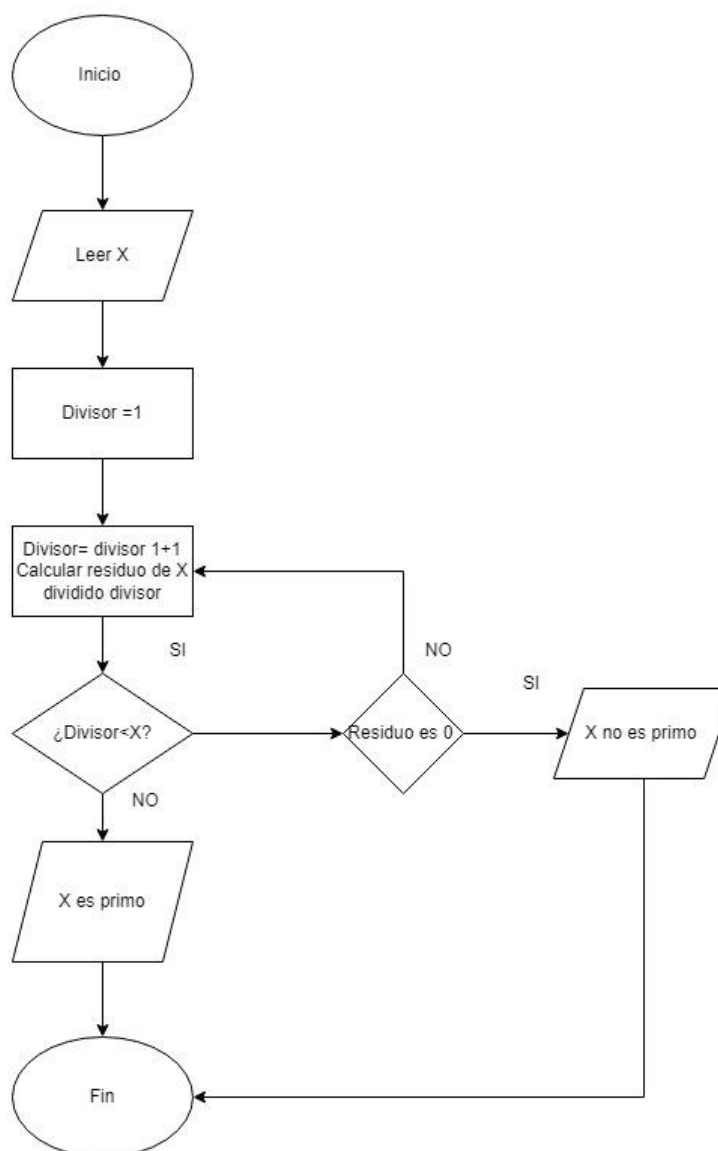 Inicio
Leer X
Divisor =1
Divisor= divisor 1+1
Calcular residuo de X
dividido divisor
SI
NO
SI
¿Divisor<X?
Residuo es 0
X no es primo
NO
X es primo
Fin